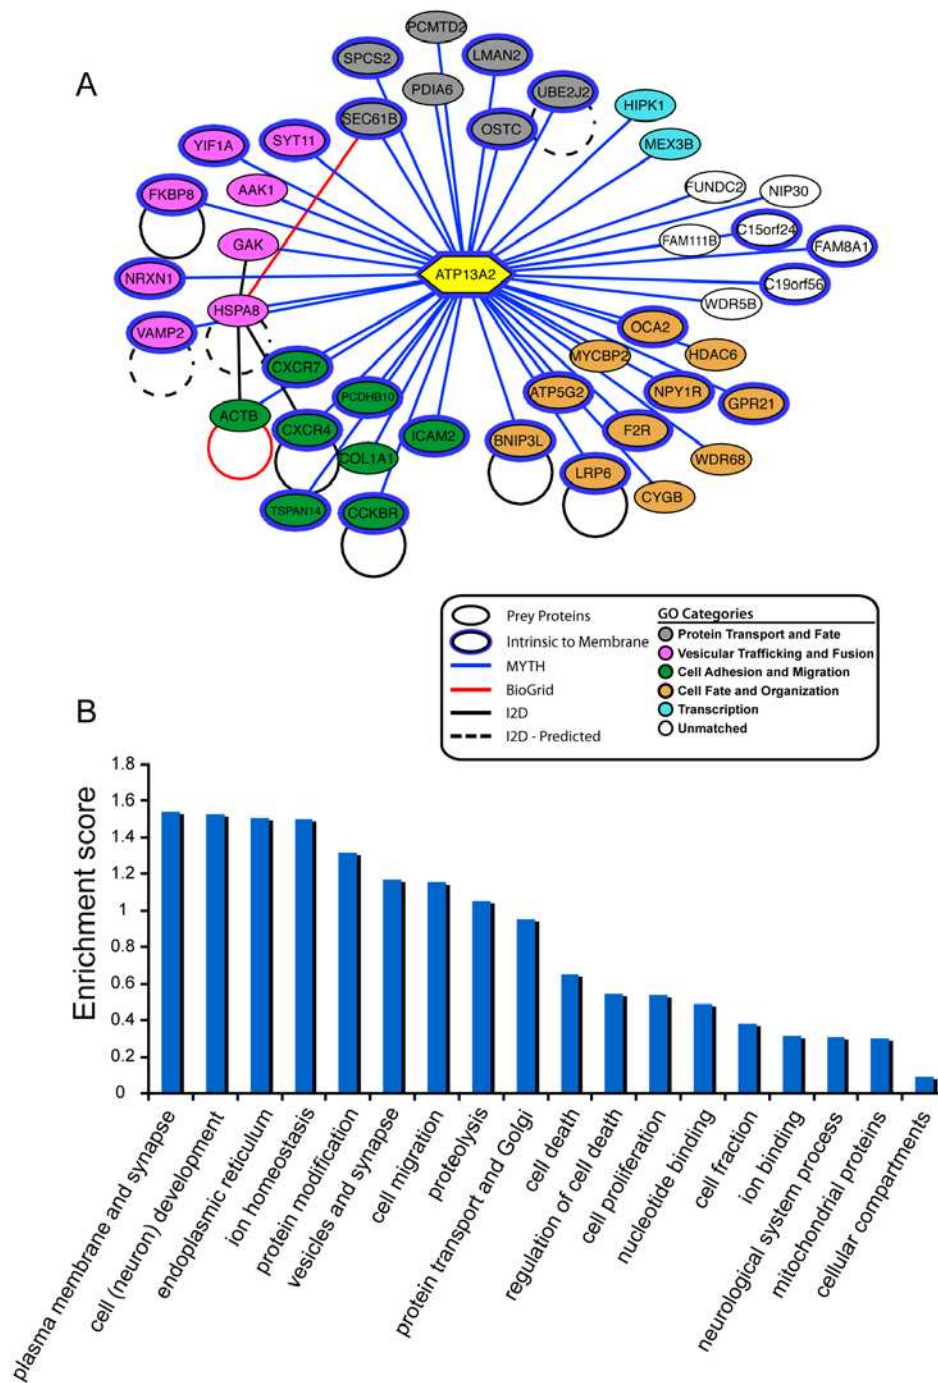 A
PCMTD2
SPCS2
LMAN2
PDIA6
UBE2J2
HIPK1
SEC61B
OSTC
YIF1A
SYT11
MEX3B
FKBP8
AAK1
FUNDC2
NIP30
C15orf24
GAK
FAM111B
FAM8A1
ATP13A2
NRXN1
C19orf56
WDR5B
HSPA8
VAMP2
OCA2
MYCBP2
HDAC6
CXCR7
PCDHB10
ATP5G2
NPY1R
GPR21
ACTB
CXCR4
ICAM2
BNIP3L
F2R
COL1A1
WDR68
LRP6
CYGB
TSPAN14
CCKBR
Prey Proteins
Intrinsic to Membrane
MYTH
BioGrid
I2D
I2D - Predicted
GO Categories
Protein Transport and Fate
Vesicular Trafficking and Fusion
Cell Adhesion and Migration
Cell Fate and Organization
Transcription
Unmatched
B
Enrichment score
1.8
1.6
1.4
1.2
1
0.8
0.6
0.4
0.2
0
plasma membrane and synapse
cell (neuron) development
endoplasmic reticulum
ion homeostasis
protein modification
vesicles and synapse
cell migration
proteolysis
protein transport and Golgi
cell death
regulation of cell death
cell proliferation
nucleotide binding
cell fraction
ion binding
neurological system process
mitochondrial proteins
cellular compartments